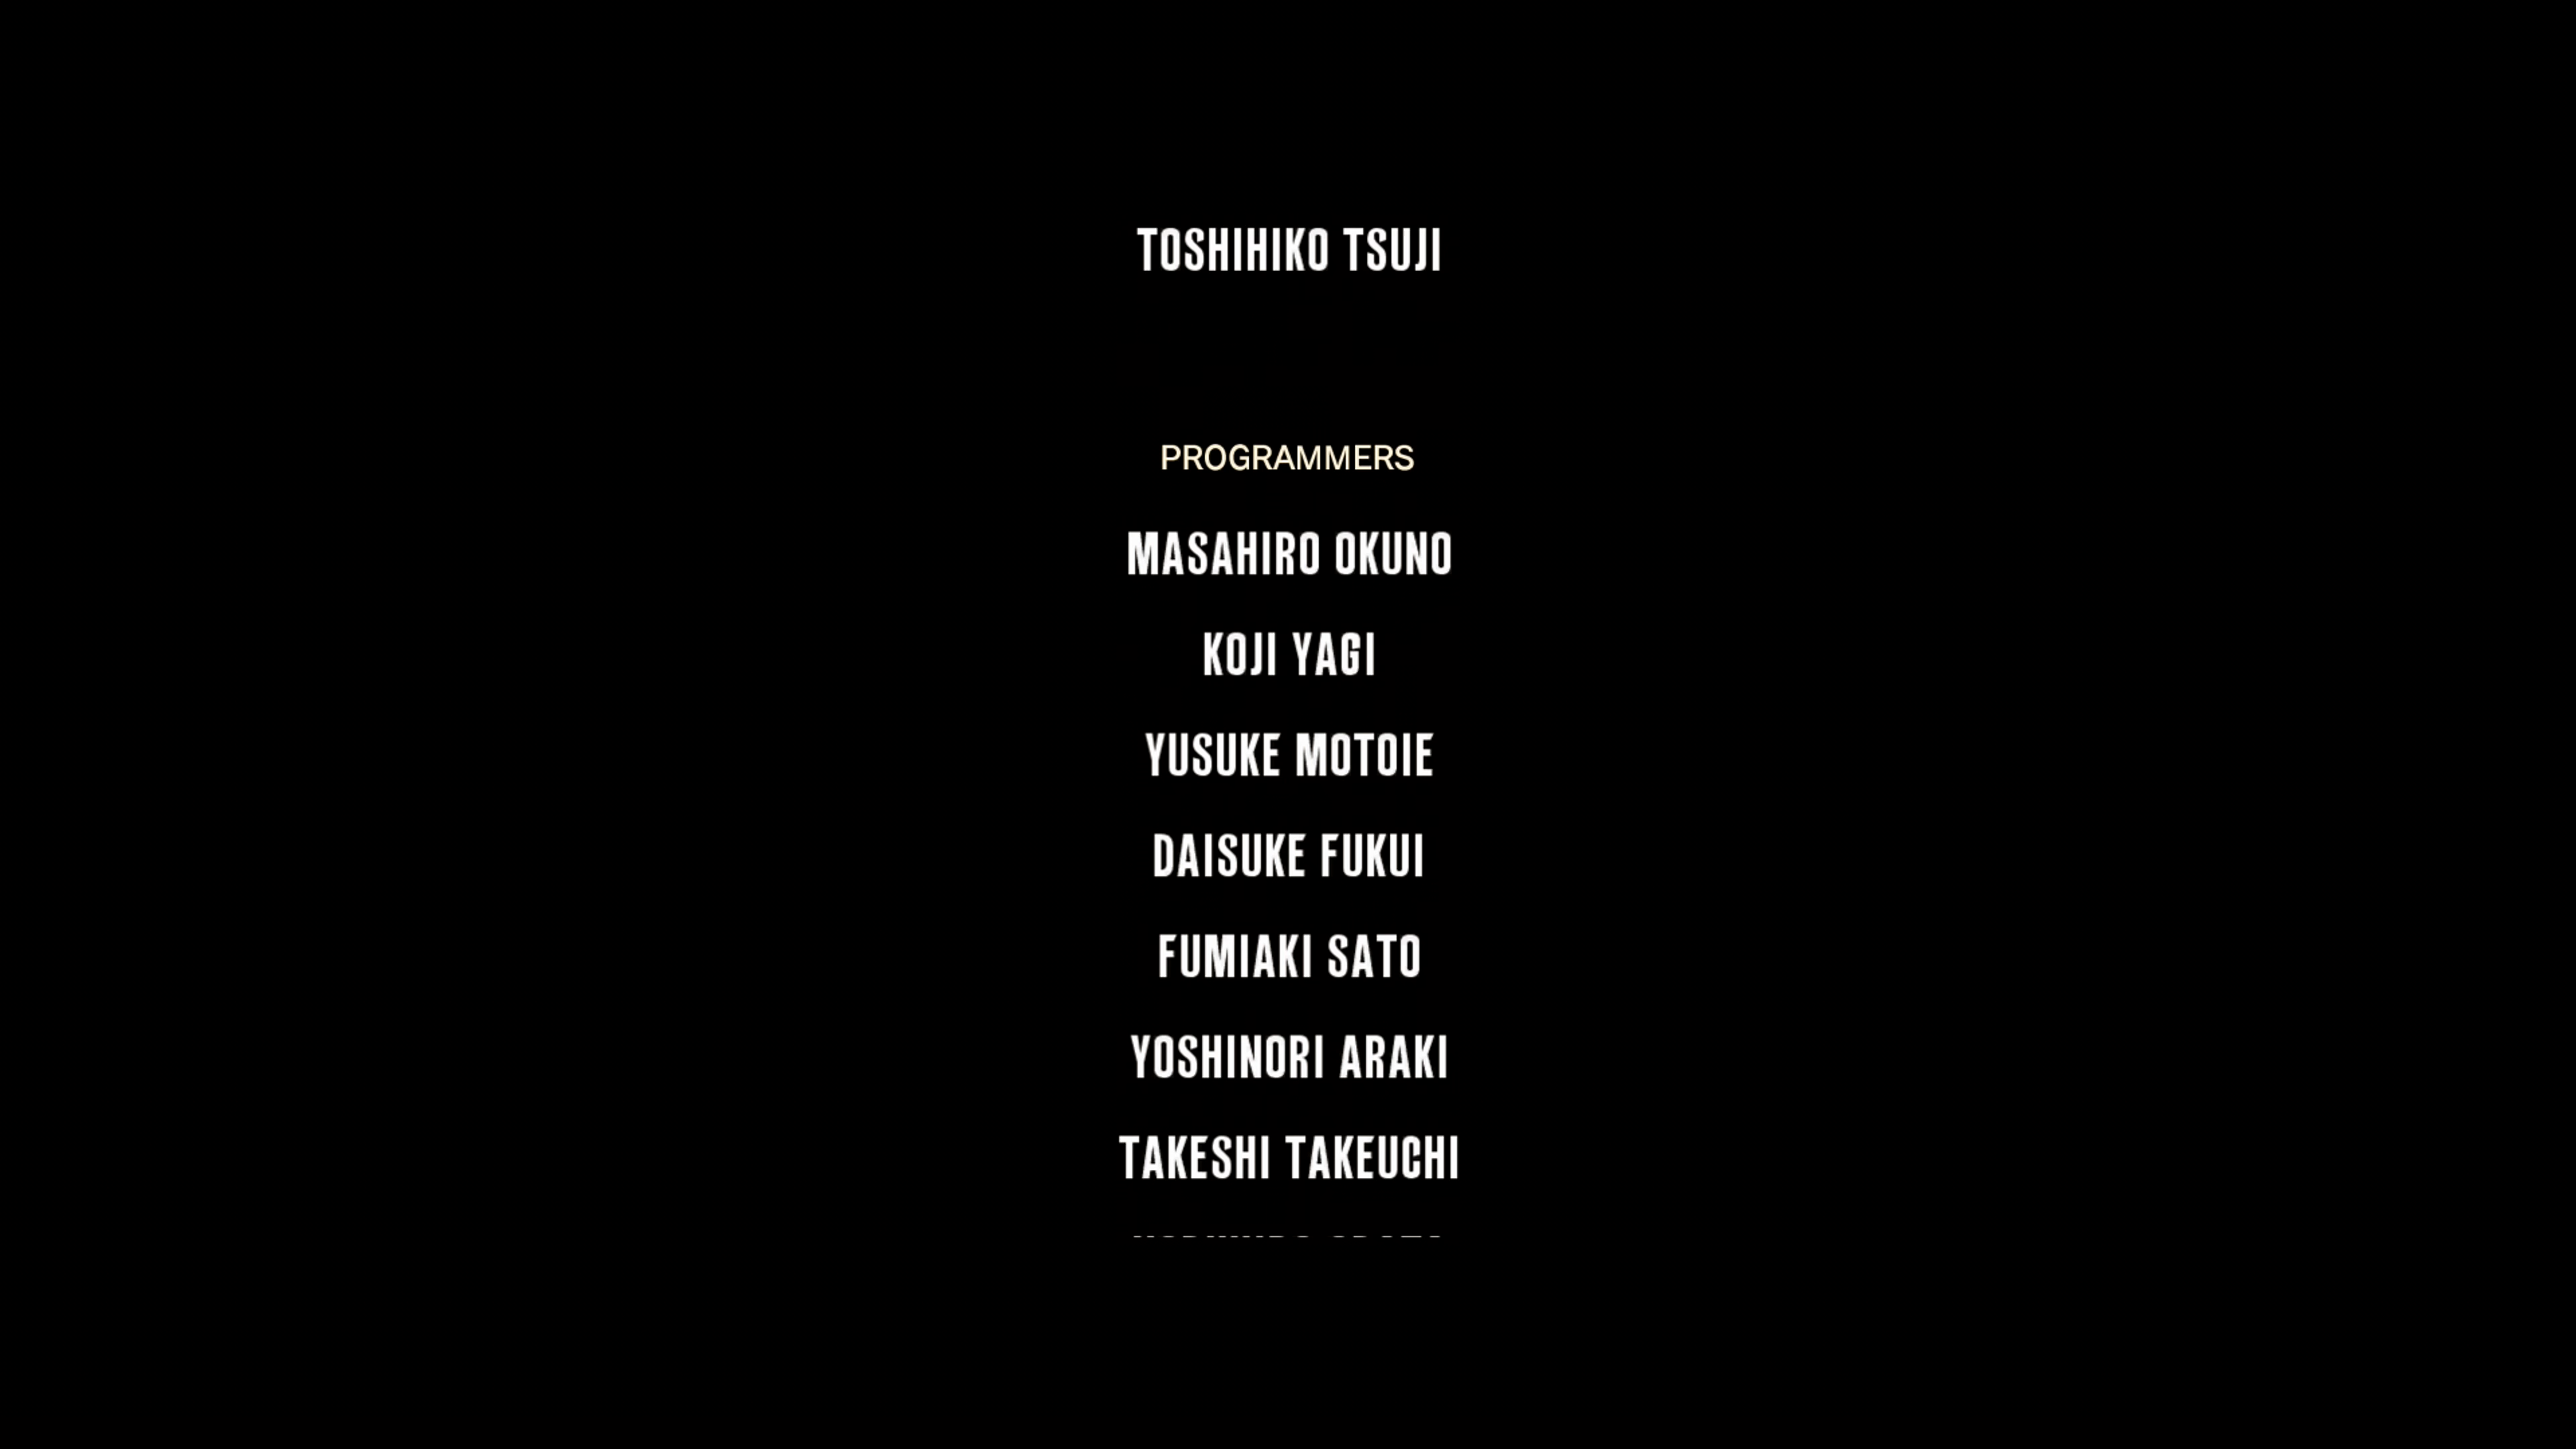 TOSHIHIKO TSUJI
PROGRAMMERS
MASAHIRO OKUNO
KOJI YAGI
YUSUKE MOTOIE
DAISUKE FUKUI
FUMIAKI SATO
YOSHINORI ARAKI
TAKESHI TAKEUCHI